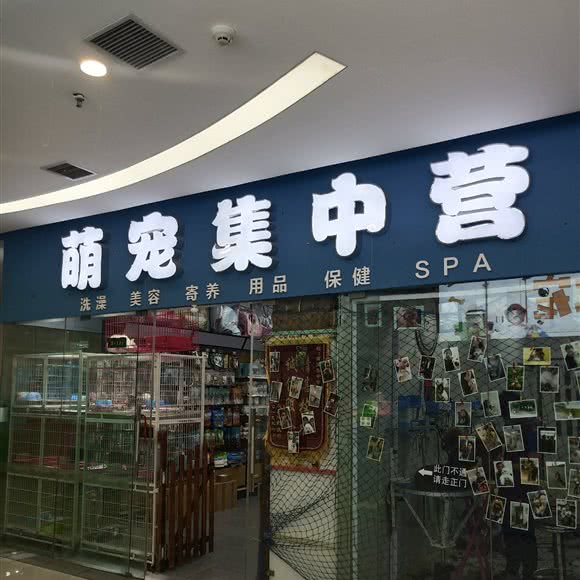 萌宠集中营
洗澡 美容 寄养 用品 保健 SPA
此门不通
请走正门